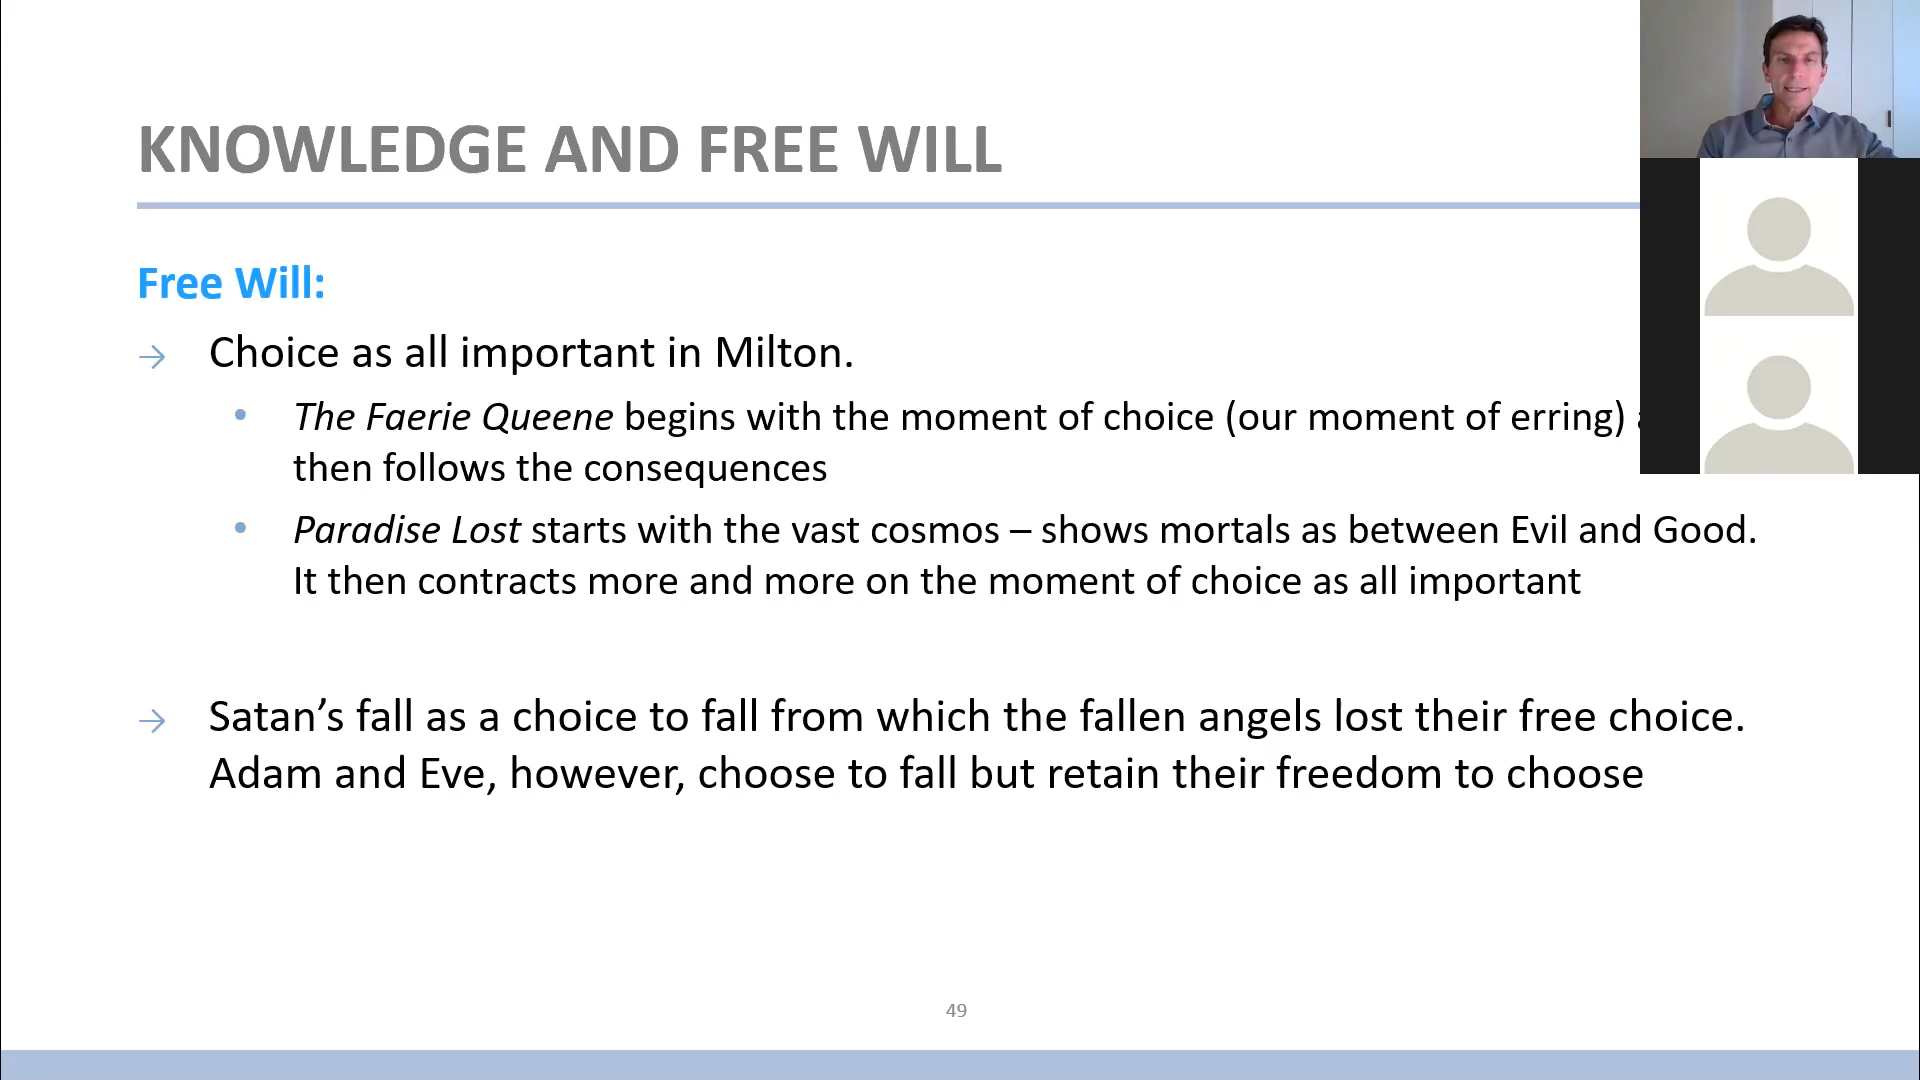 KNOWLEDGE AND FREE WILL
Free Will:
→ Choice as all important in Milton.
• The Faerie Queene begins with the moment of choice (our moment of erring)
then follows the consequences
• Paradise Lost starts with the vast cosmos – shows mortals as between Evil and Good.
It then contracts more and more on the moment of choice as all important
→ Satan’s fall as a choice to fall from which the fallen angels lost their free choice.
Adam and Eve, however, choose to fall but retain their freedom to choose
49